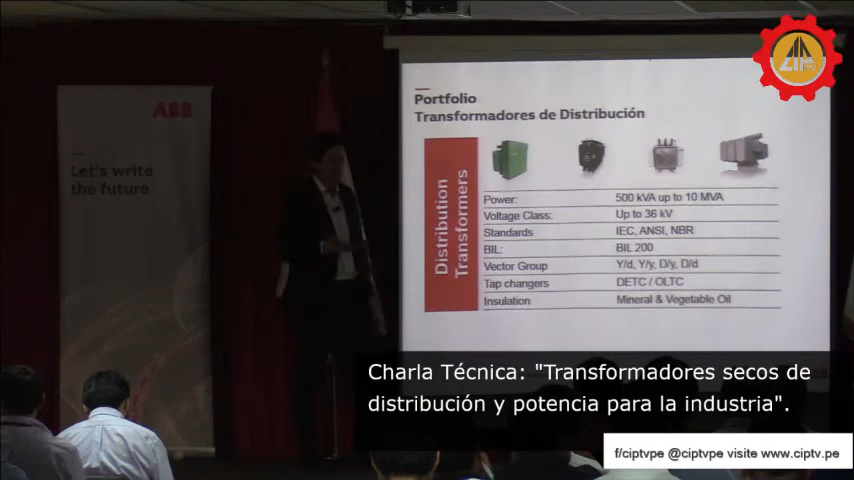 ABB
Let's write
the future
Portfolio
Transformadores de Distribución
Distribution
Transformers
Power: 500 kVA up to 10 MVA
Voltage Class: Up to 36 kV
Standards IEC, ANSI, NBR
BIL: BIL 200
Vector Group Y/d, Y/y, D/y, D/d
Tap changers DETC / OLTC
Insulation Mineral & Vegetable Oil
CIP
Charla Técnica: "Transformadores secos de
distribución y potencia para la industria".
f/ciptvpe @ciptvpe visite www.ciptv.pe